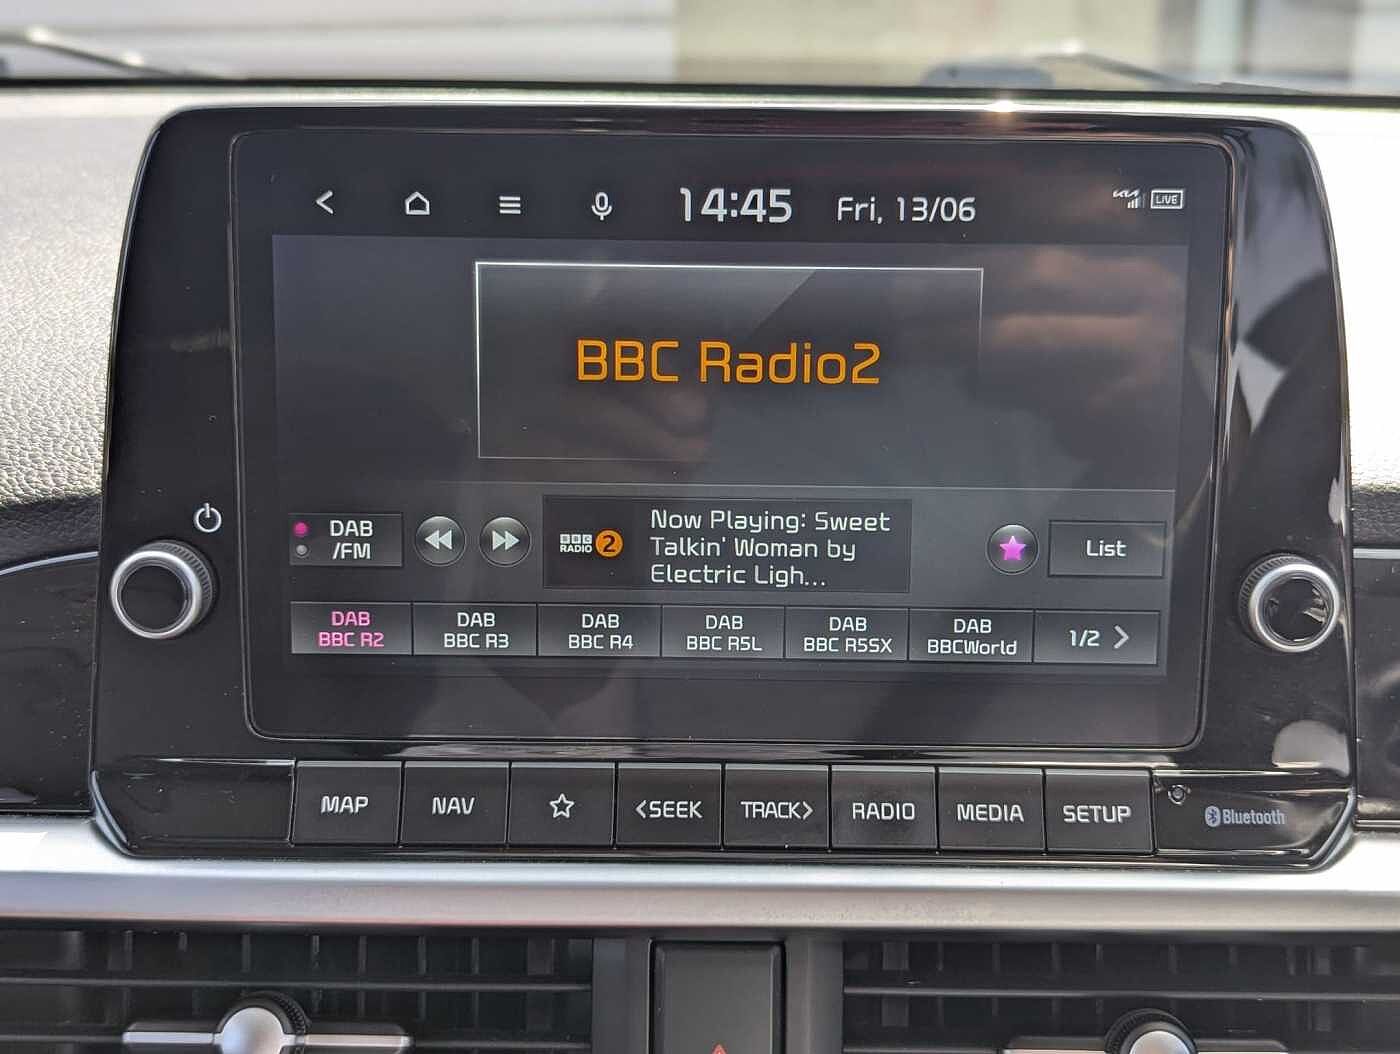 14:45 Fri, 13/06
KIA LIVE
BBC Radio2
DAB
/FM
BBC
RADIO 2
Now Playing: Sweet
Talkin' Woman by
Electric Ligh...
List
DAB
BBC R2
DAB
BBC R3
DAB
BBC R4
DAB
BBC R5L
DAB
BBC R5SX
DAB
BBCWorld
1/2 >
MAP NAV <SEEK TRACK> RADIO MEDIA SETUP
Bluetooth